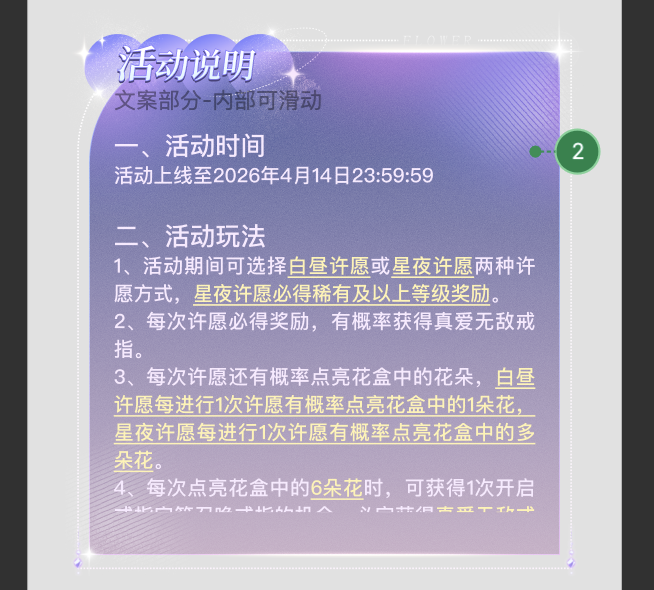 FLOWER
活动说明
文案部分-内部可滑动
一、活动时间
2
活动上线至2026年4月14日23:59:59
二、活动玩法
1、活动期间可选择白昼许愿或星夜许愿两种许
愿方式，星夜许愿必得稀有及以上等级奖励。
2、每次许愿必得奖励，有概率获得真爱无敌戒
指。
3、每次许愿还有概率点亮花盒中的花朵，白昼
许愿每进行1次许愿有概率点亮花盒中的1朵花，
星夜许愿每进行1次许愿有概率点亮花盒中的多
朵花。
4、每次点亮花盒中的6朵花时，可获得1次开启